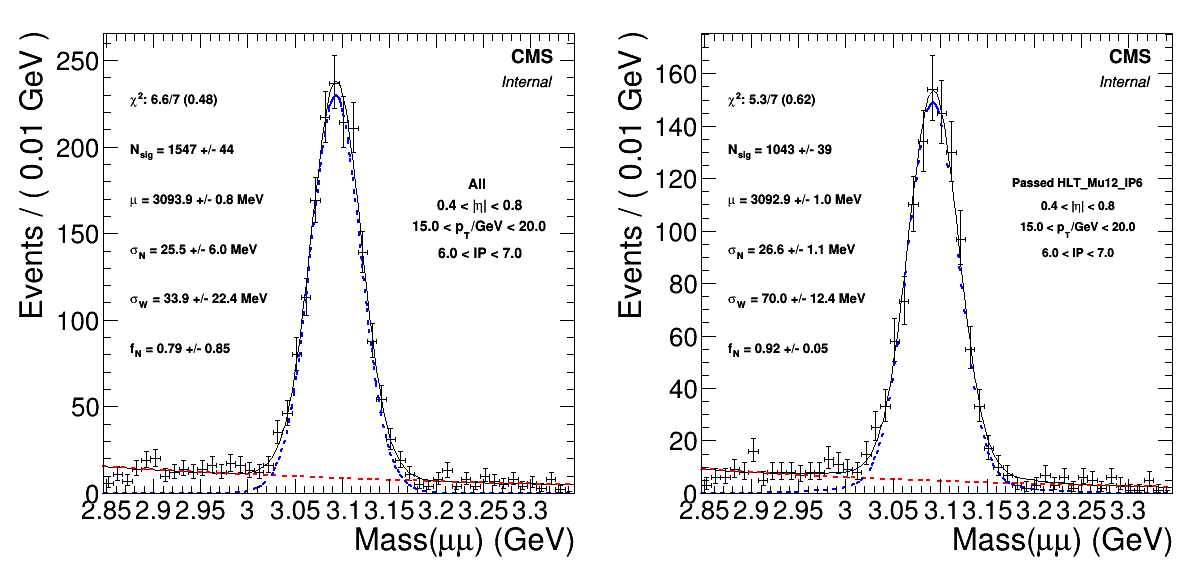 Events / ( 0.01 GeV )
250
200
150
100
50
0
CMS
Internal
χ²: 6.6/7 (0.48)
N_sig = 1547 +/- 44
μ = 3093.9 +/- 0.8 MeV
σ_N = 25.5 +/- 6.0 MeV
σ_W = 33.9 +/- 22.4 MeV
f_N = 0.79 +/- 0.85
All
0.4 < |η| < 0.8
15.0 < p_T/GeV < 20.0
6.0 < IP < 7.0
2.85 2.9 2.95 3 3.05 3.1 3.15 3.2 3.25 3.3
Mass(μμ) (GeV)
Events / ( 0.01 GeV )
160
140
120
100
80
60
40
20
0
CMS
Internal
χ²: 5.3/7 (0.62)
N_sig = 1043 +/- 39
μ = 3092.9 +/- 1.0 MeV
σ_N = 26.6 +/- 1.1 MeV
σ_W = 70.0 +/- 12.4 MeV
f_N = 0.92 +/- 0.05
Passed HLT_Mu12_IP6
0.4 < |η| < 0.8
15.0 < p_T/GeV < 20.0
6.0 < IP < 7.0
2.85 2.9 2.95 3 3.05 3.1 3.15 3.2 3.25 3.3
Mass(μμ) (GeV)